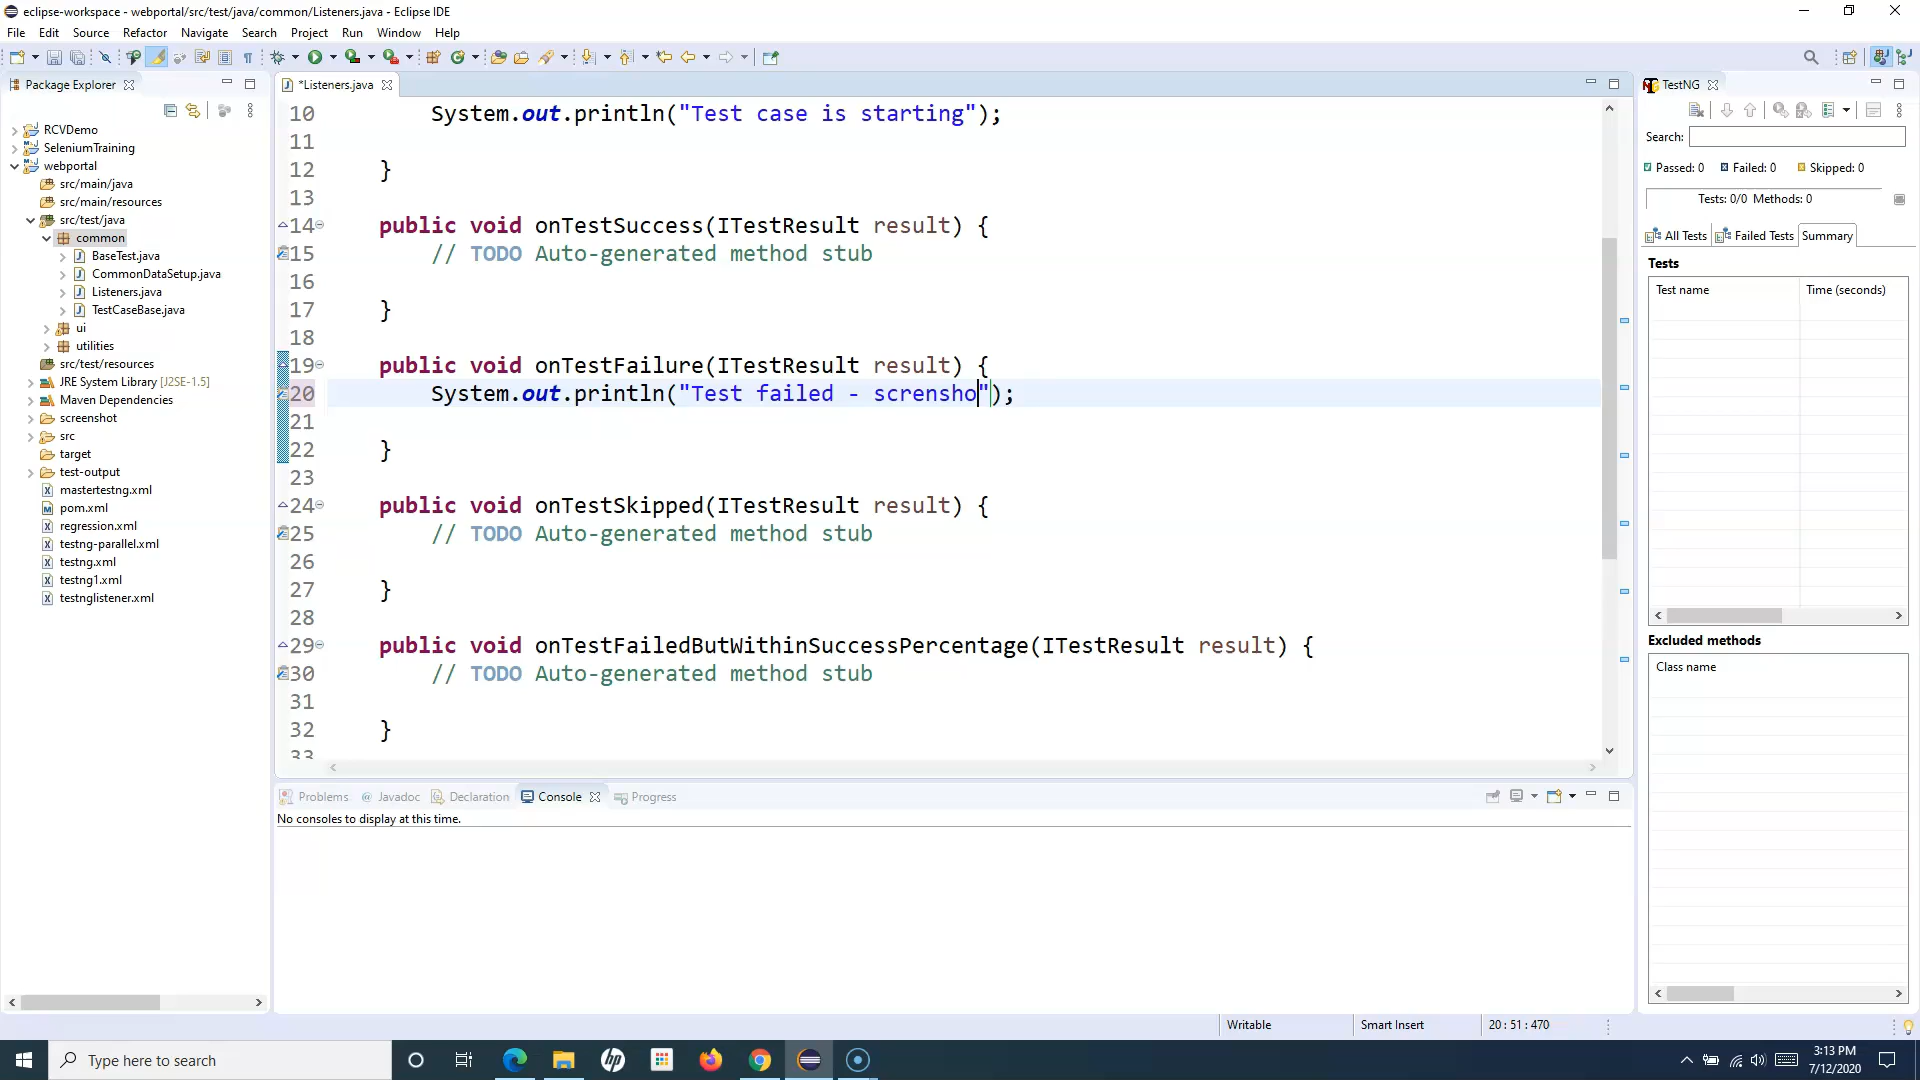 eclipse-workspace - webportal/src/test/java/common/Listeners.java - Eclipse IDE
File Edit Source Refactor Navigate Search Project Run Window Help
Package Explorer
RCVDemo
SeleniumTraining
webportal
src/main/java
src/main/resources
src/test/java
common
BaseTest.java
CommonDataSetup.java
Listeners.java
TestCaseBase.java
ui
utilities
src/test/resources
JRE System Library [J2SE-1.5]
Maven Dependencies
screenshot
src
target
test-output
mastertestng.xml
pom.xml
regression.xml
testng-parallel.xml
testng.xml
testng1.xml
testnglistener.xml
*Listeners.java
10 System.out.println("Test case is starting");
11
12 }
13
14 public void onTestSuccess(ITestResult result) {
15 // TODO Auto-generated method stub
16
17 }
18
19 public void onTestFailure(ITestResult result) {
20 System.out.println("Test failed - scrensho");
21
22 }
23
24 public void onTestSkipped(ITestResult result) {
25 // TODO Auto-generated method stub
26
27 }
28
29 public void onTestFailedButWithinSuccessPercentage(ITestResult result) {
30 // TODO Auto-generated method stub
31
32 }
33
Problems @ Javadoc Declaration Console Progress
No consoles to display at this time.
TestNG
Search:
Passed: 0 Failed: 0 Skipped: 0
Tests: 0/0 Methods: 0
All Tests Failed Tests Summary
Tests
Test name Time (seconds)
Excluded methods
Class name
Writable Smart Insert 20 : 51 : 470
Type here to search
hp
3:13 PM
7/12/2020